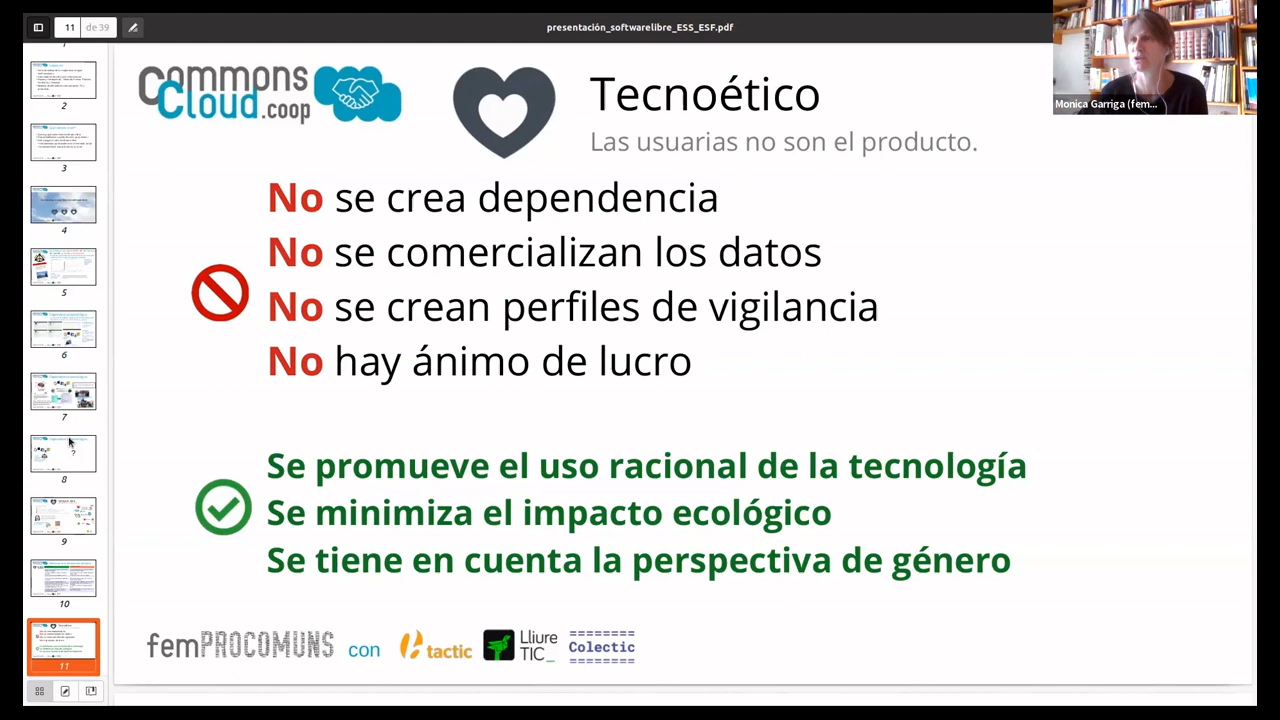 11 de 39
presentación_softwarelibre_ESS_ESF.pdf
Monica Garriga (fem...
commons
Cloud.coop
Tecnoético
Las usuarias no son el producto.
No se crea dependencia
No se comercializan los datos
No se crean perfiles de vigilancia
No hay ánimo de lucro
Se promueve el uso racional de la tecnología
Se minimiza el impacto ecológico
Se tiene en cuenta la perspectiva de género
femPROCOMUNS con tactic Lliure TIC_ Colectic
2
3
4
5
6
7
8
9
10
11